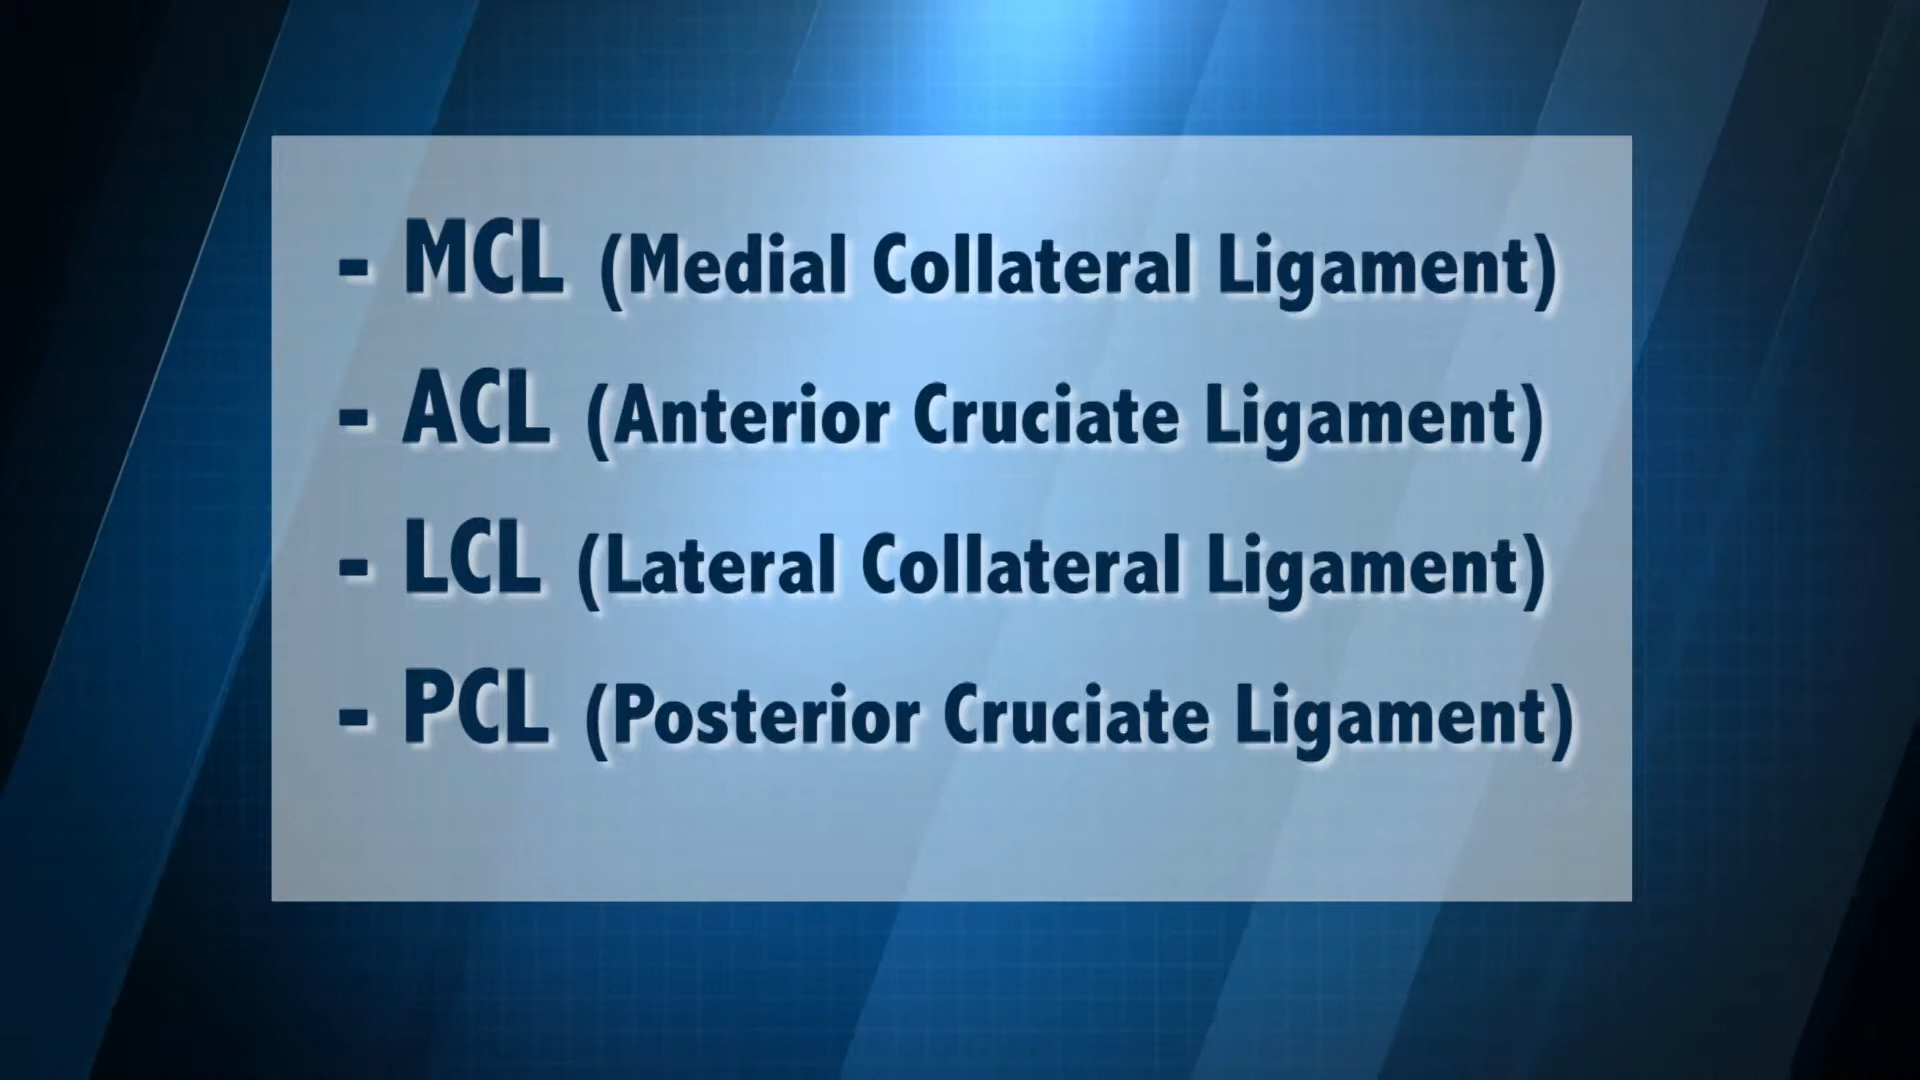 - MCL (Medial Collateral Ligament)
- ACL (Anterior Cruciate Ligament)
- LCL (Lateral Collateral Ligament)
- PCL (Posterior Cruciate Ligament)